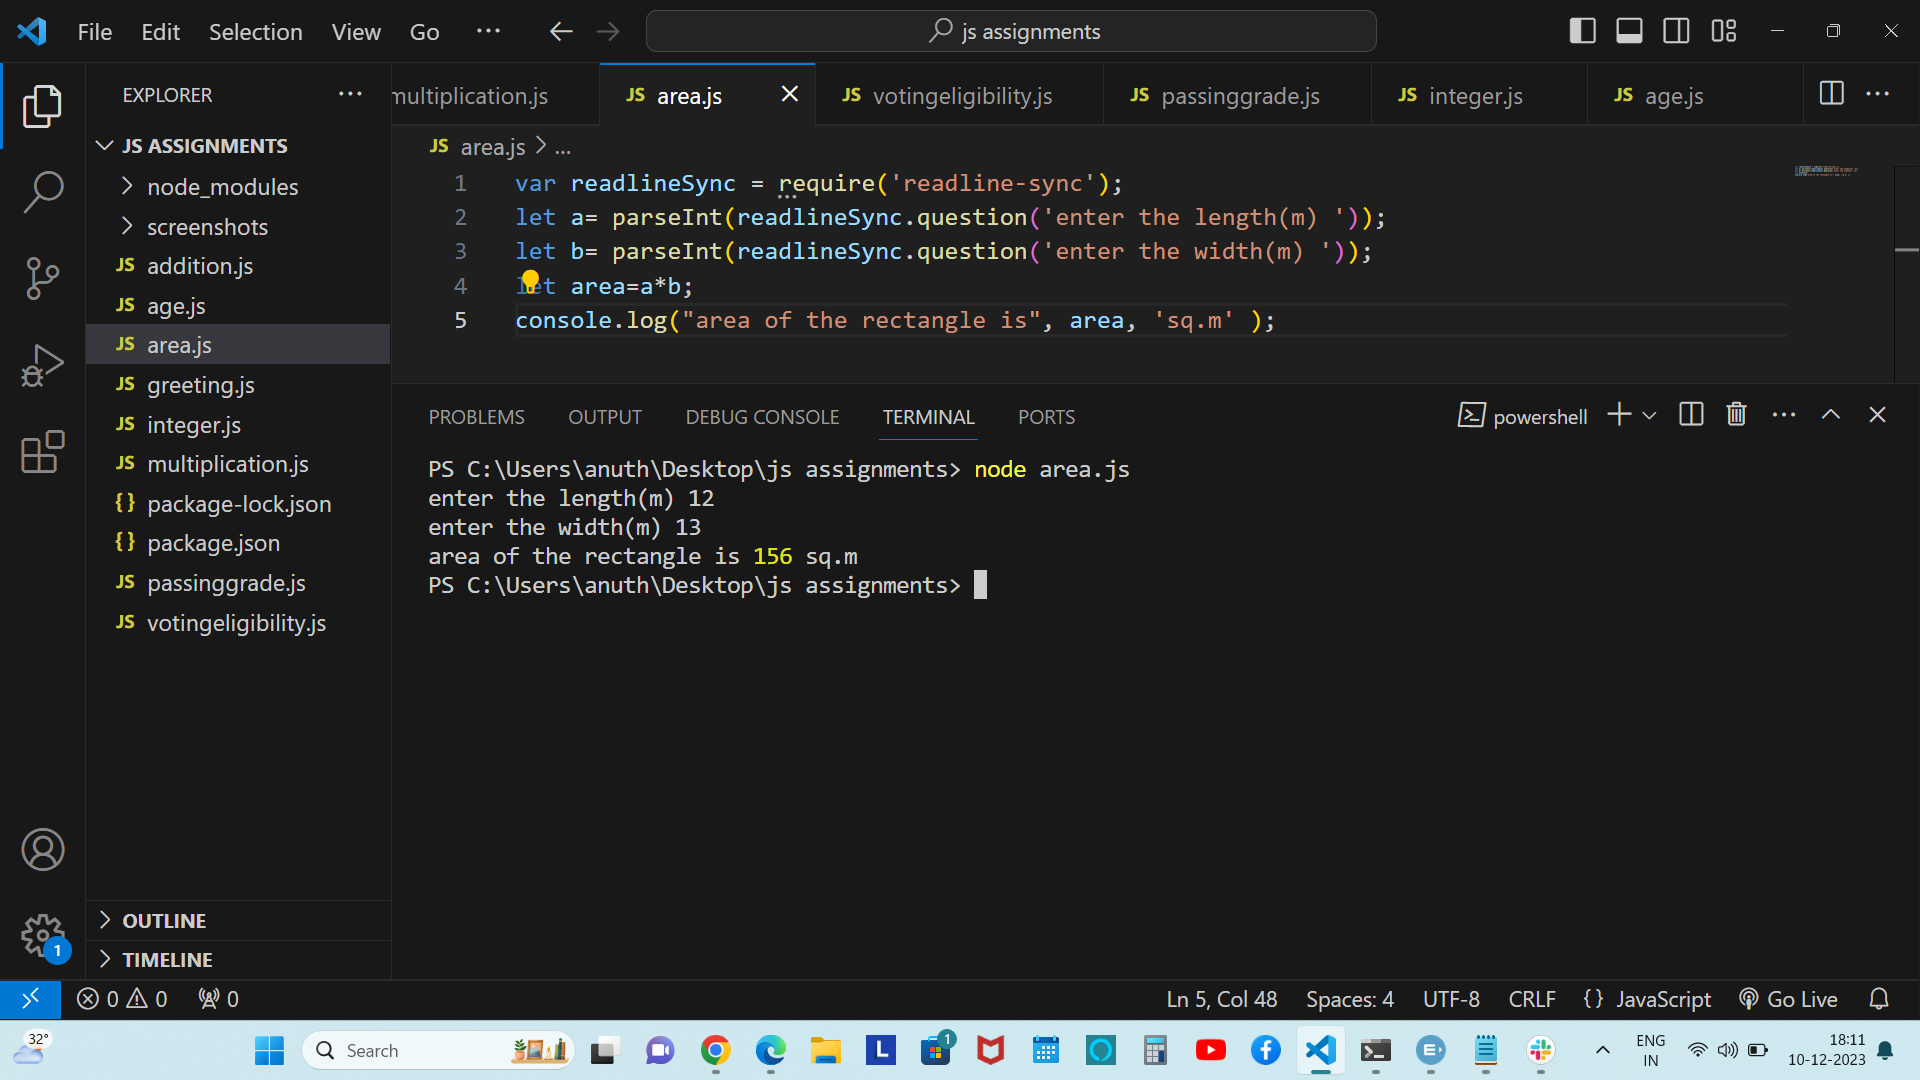 File Edit Selection View Go ··· js assignments
EXPLORER ···
JS ASSIGNMENTS
node_modules
screenshots
JS addition.js
JS age.js
JS area.js
JS greeting.js
JS integer.js
JS multiplication.js
{} package-lock.json
{} package.json
JS passinggrade.js
JS votingeligibility.js
OUTLINE
TIMELINE
multiplication.js JS area.js JS votingeligibility.js JS passinggrade.js JS integer.js JS age.js ···
JS area.js > ...
1 var readlineSync = require('readline-sync');
2 let a= parseInt(readlineSync.question('enter the length(m) '));
3 let b= parseInt(readlineSync.question('enter the width(m) '));
4 let area=a*b;
5 console.log("area of the rectangle is", area, 'sq.m' );
PROBLEMS OUTPUT DEBUG CONSOLE TERMINAL PORTS powershell ···
PS C:\Users\anuth\Desktop\js assignments> node area.js
enter the length(m) 12
enter the width(m) 13
area of the rectangle is 156 sq.m
PS C:\Users\anuth\Desktop\js assignments>
1
0 0 0 Ln 5, Col 48 Spaces: 4 UTF-8 CRLF {} JavaScript Go Live
32° Search L 1 E ENG 18:11
IN 10-12-2023